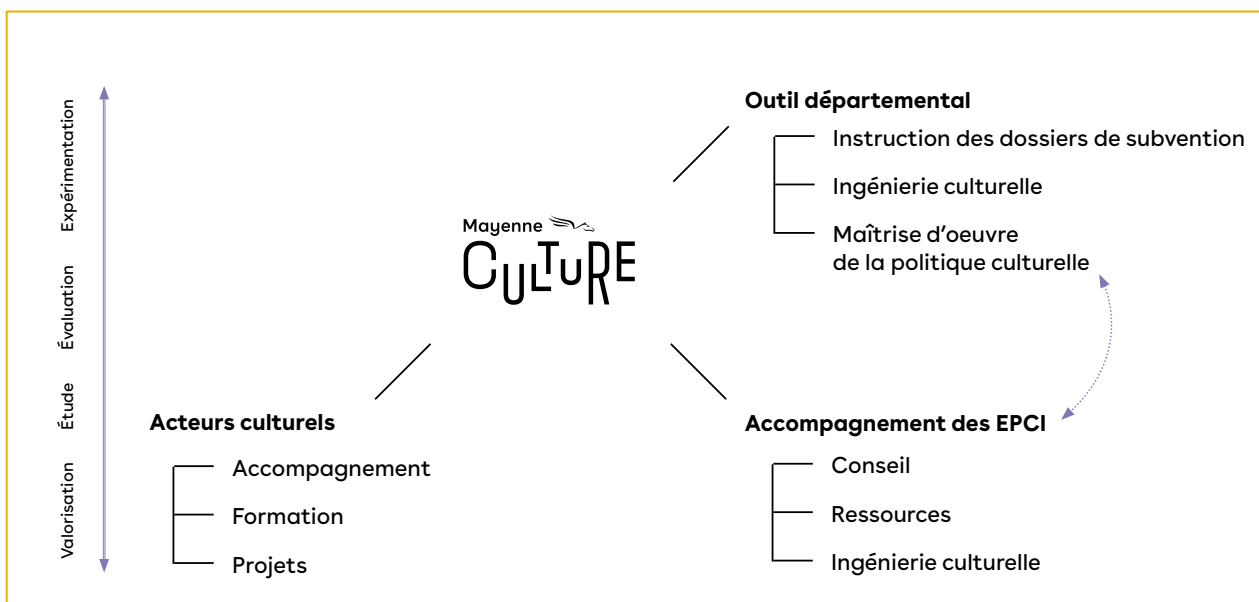 Expérimentation
Évaluation
Étude
Valorisation
Mayenne
CULTURE
Outil départemental
Instruction des dossiers de subvention
Ingénierie culturelle
Maîtrise d'oeuvre
de la politique culturelle
Acteurs culturels
Accompagnement
Formation
Projets
Accompagnement des EPCI
Conseil
Ressources
Ingénierie culturelle